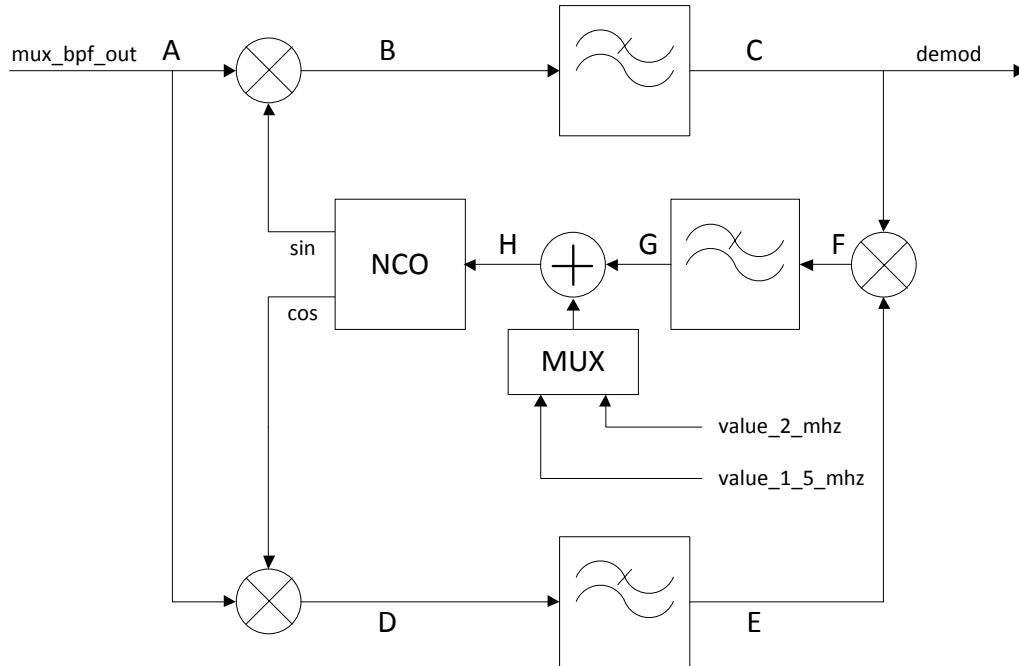 mux_bpf_out
A
B
C
demod
sin
NCO
H
G
F
cos
MUX
value_2_mhz
value_1_5_mhz
D
E